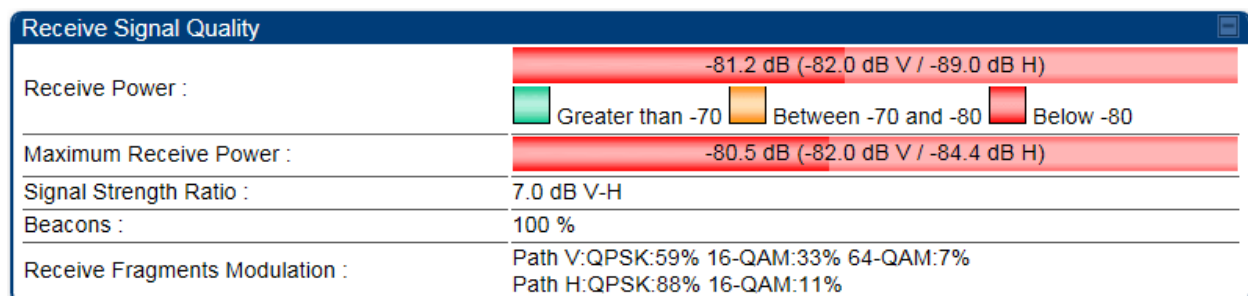 Receive Signal Quality
Receive Power :
-81.2 dB (-82.0 dB V / -89.0 dB H)
Greater than -70 Between -70 and -80 Below -80
Maximum Receive Power :
-80.5 dB (-82.0 dB V / -84.4 dB H)
Signal Strength Ratio :
7.0 dB V-H
Beacons :
100 %
Receive Fragments Modulation :
Path V:QPSK:59% 16-QAM:33% 64-QAM:7%
Path H:QPSK:88% 16-QAM:11%